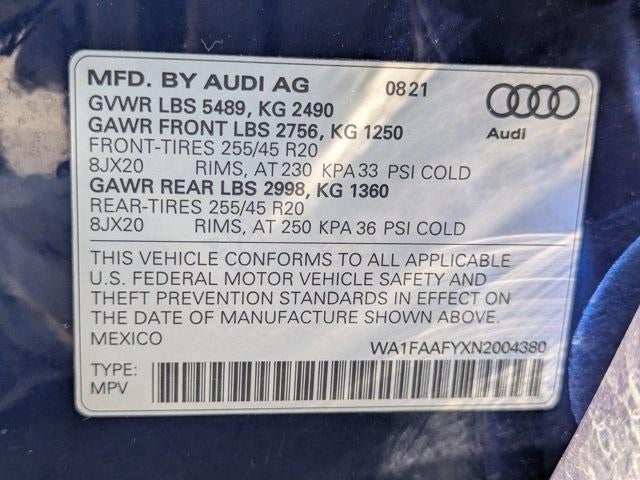 MFD. BY AUDI AG 0821
GVWR LBS 5489, KG 2490
GAWR FRONT LBS 2756, KG 1250
Audi
FRONT-TIRES 255/45 R20
8JX20 RIMS, AT 230 KPA 33 PSI COLD
GAWR REAR LBS 2998, KG 1360
REAR-TIRES 255/45 R20
8JX20 RIMS, AT 250 KPA 36 PSI COLD
THIS VEHICLE CONFORMS TO ALL APPLICABLE
U.S. FEDERAL MOTOR VEHICLE SAFETY AND
THEFT PREVENTION STANDARDS IN EFFECT ON
THE DATE OF MANUFACTURE SHOWN ABOVE.
MEXICO WA1FAAFYXN2004380
TYPE:
MPV